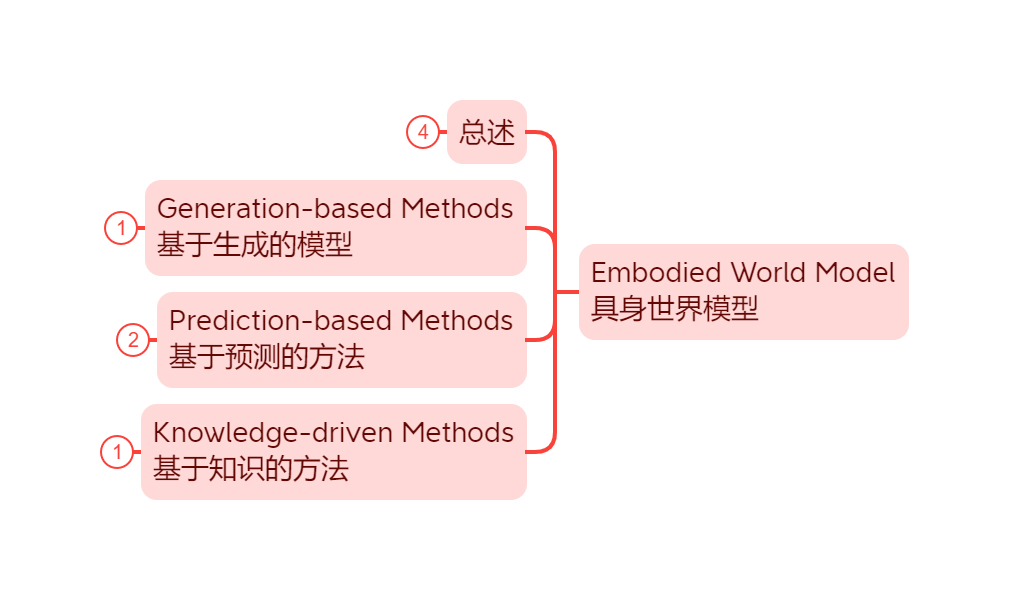 4
总述
1
Generation-based Methods
基于生成的模型
2
Prediction-based Methods
基于预测的方法
1
Knowledge-driven Methods
基于知识的方法
Embodied World Model
具身世界模型